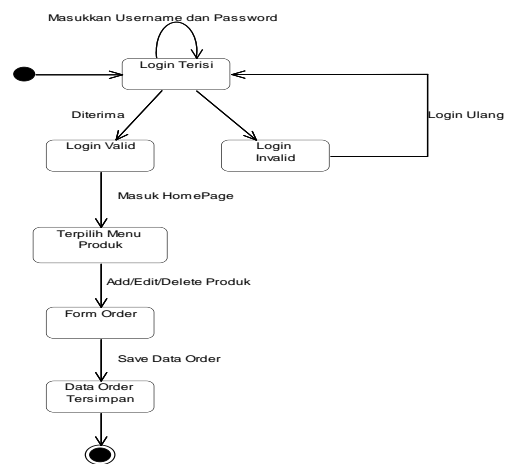 Masukkan Username dan Password
Login Terisi
Diterima
Login Ulang
Login Valid
Login
Invalid
Masuk HomePage
Terpilih Menu
Produk
Add/Edit/Delete Produk
Form Order
Save Data Order
Data Order
Tersimpan